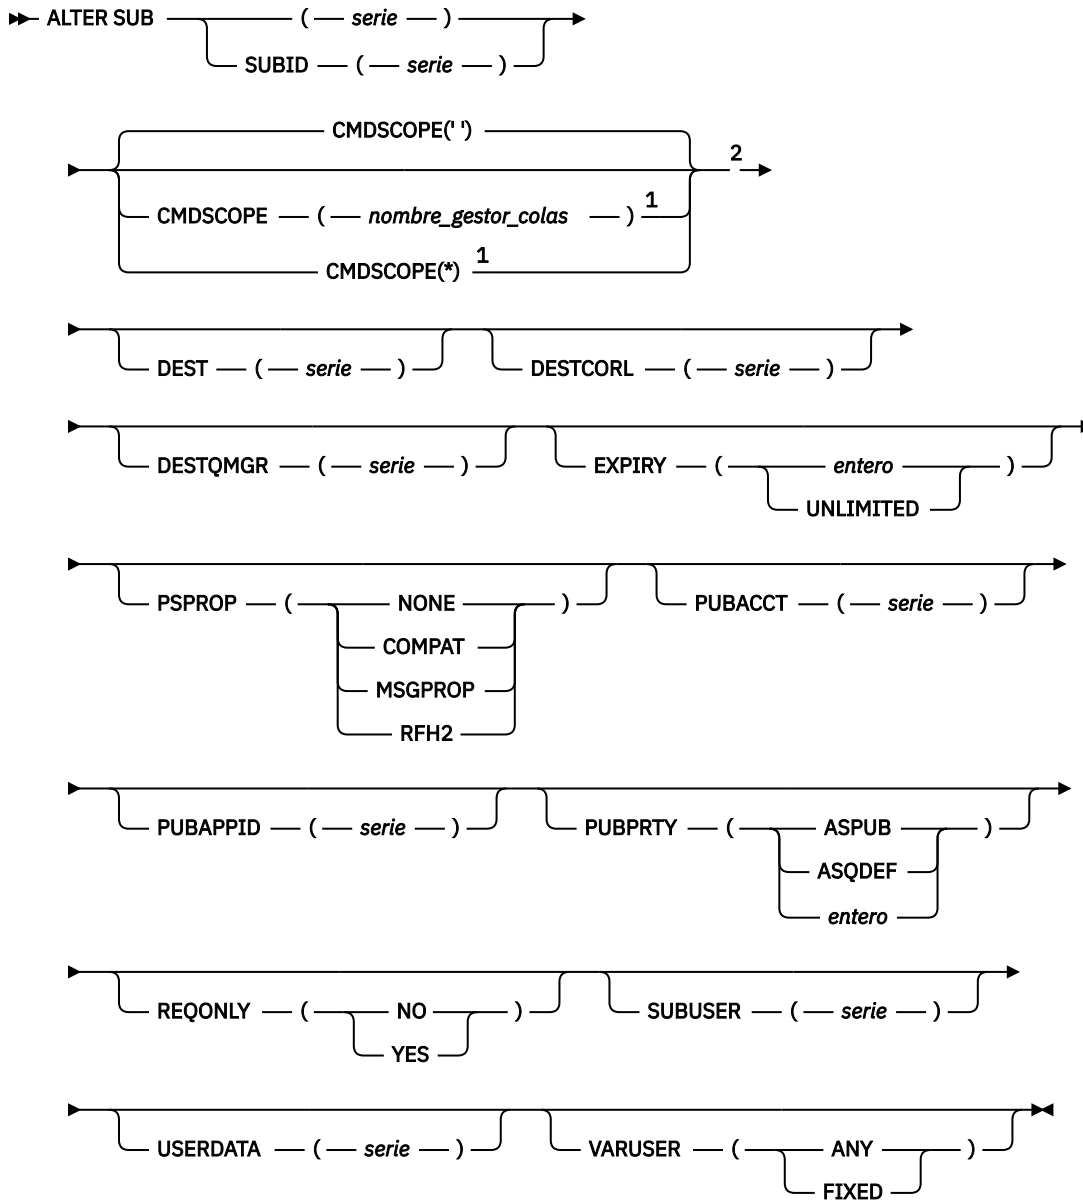 ALTER SUB ( serie )
SUBID ( serie )
CMDSCOPE(' ')
2
CMDSCOPE ( nombre_gestor_colas ) 1
CMDSCOPE(*) 1
DEST ( serie ) DESTCORL ( serie )
DESTQMGR ( serie ) EXPIRY ( entero )
UNLIMITED
PSPROP ( NONE ) PUBACCT ( serie )
COMPAT
MSGPROP
RFH2
PUBAPPID ( serie ) PUBPRTY ( ASPUB )
ASQDEF
entero
REQONLY ( NO ) SUBUSER ( serie )
YES
USERDATA ( serie ) VARUSER ( ANY )
FIXED